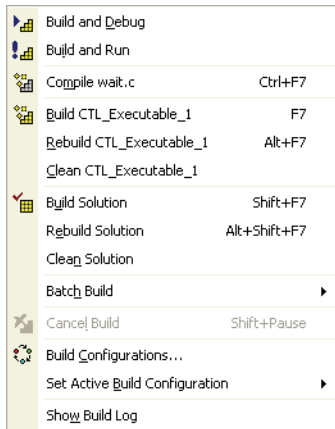 Build and Debug
Build and Run
Compile wait.c Ctrl+F7
Build CTL_Executable_1 F7
Rebuild CTL_Executable_1 Alt+F7
Clean CTL_Executable_1
Build Solution Shift+F7
Rebuild Solution Alt+Shift+F7
Clean Solution
Batch Build
Cancel Build Shift+Pause
Build Configurations...
Set Active Build Configuration
Show Build Log